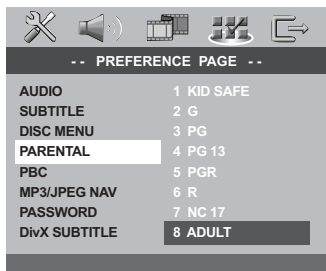 -- PREFERENCE PAGE --
AUDIO 1 KID SAFE
SUBTITLE 2 G
DISC MENU 3 PG
PARENTAL 4 PG 13
PBC 5 PGR
MP3/JPEG NAV 6 R
PASSWORD 7 NC 17
DivX SUBTITLE 8 ADULT